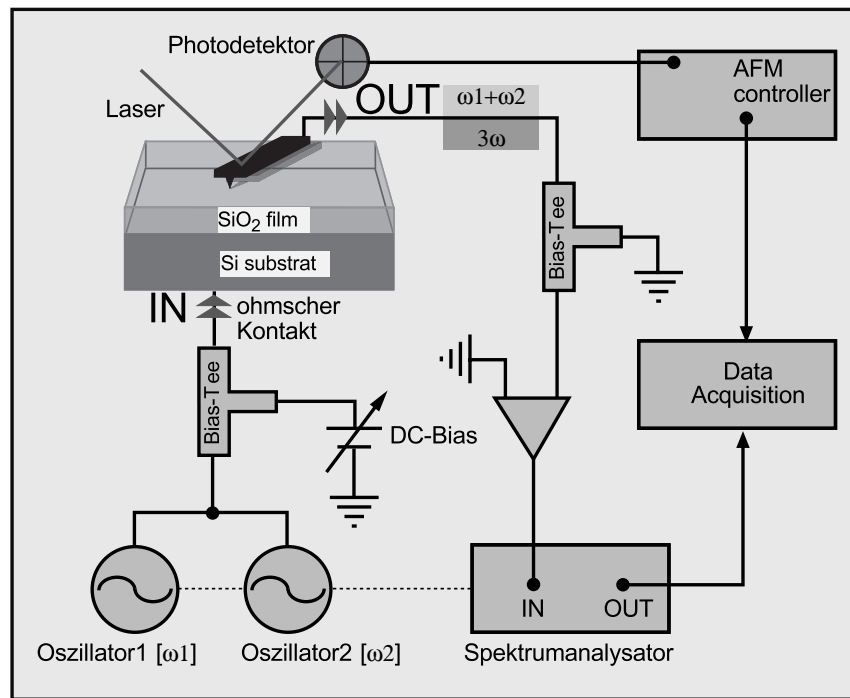 Photodetektor
AFM
controller
Laser
OUT
ω1+ω2
3ω
SiO2 film
Si substrat
Bias-Tee
IN
ohmscher
Kontakt
Data
Acquisition
Bias-Tee
DC-Bias
IN
OUT
Oszillator1 [ω1]
Oszillator2 [ω2]
Spektrumanalysator